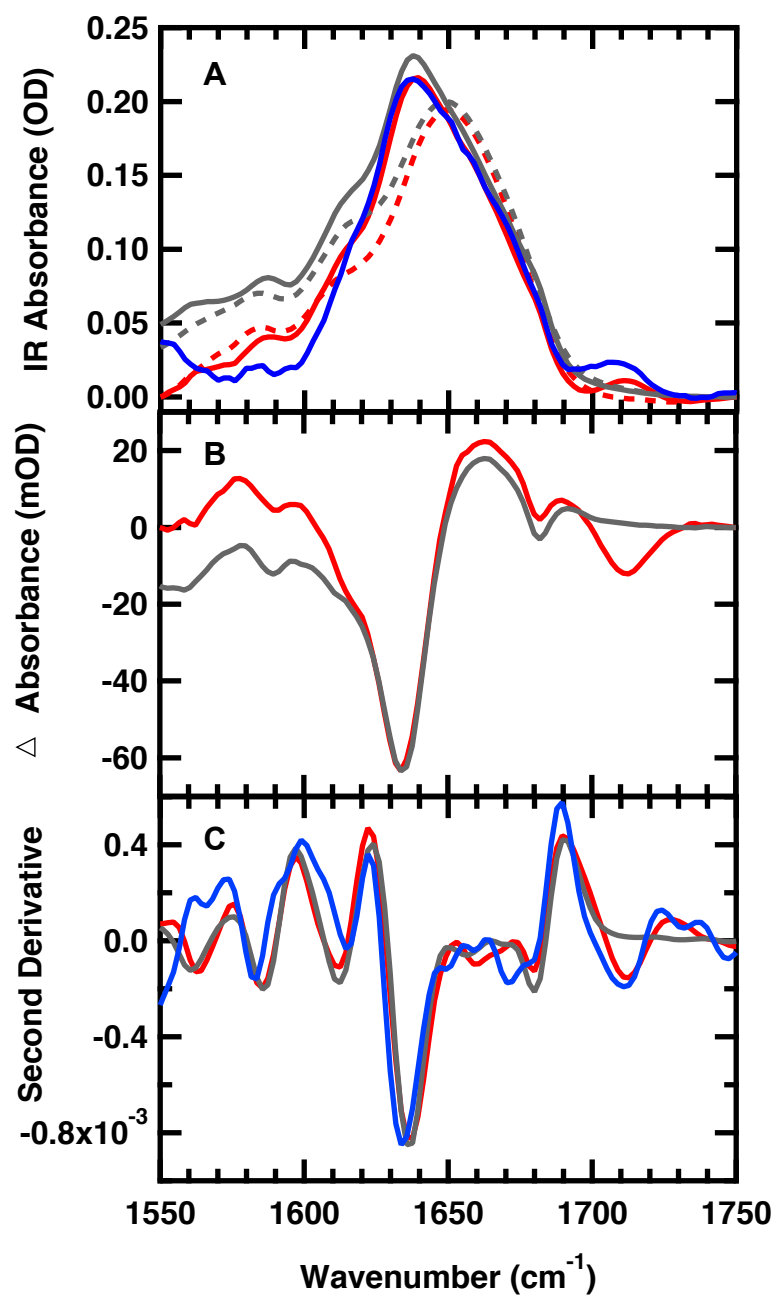 0.25
A
0.20
0.15
0.10
0.05
0.00
IR Absorbance (OD)
B
20
0
-20
-40
-60
△ Absorbance (mOD)
C
0.4
0.0
-0.4
-0.8x10⁻³
Second Derivative
1550 1600 1650 1700 1750
Wavenumber (cm⁻¹)